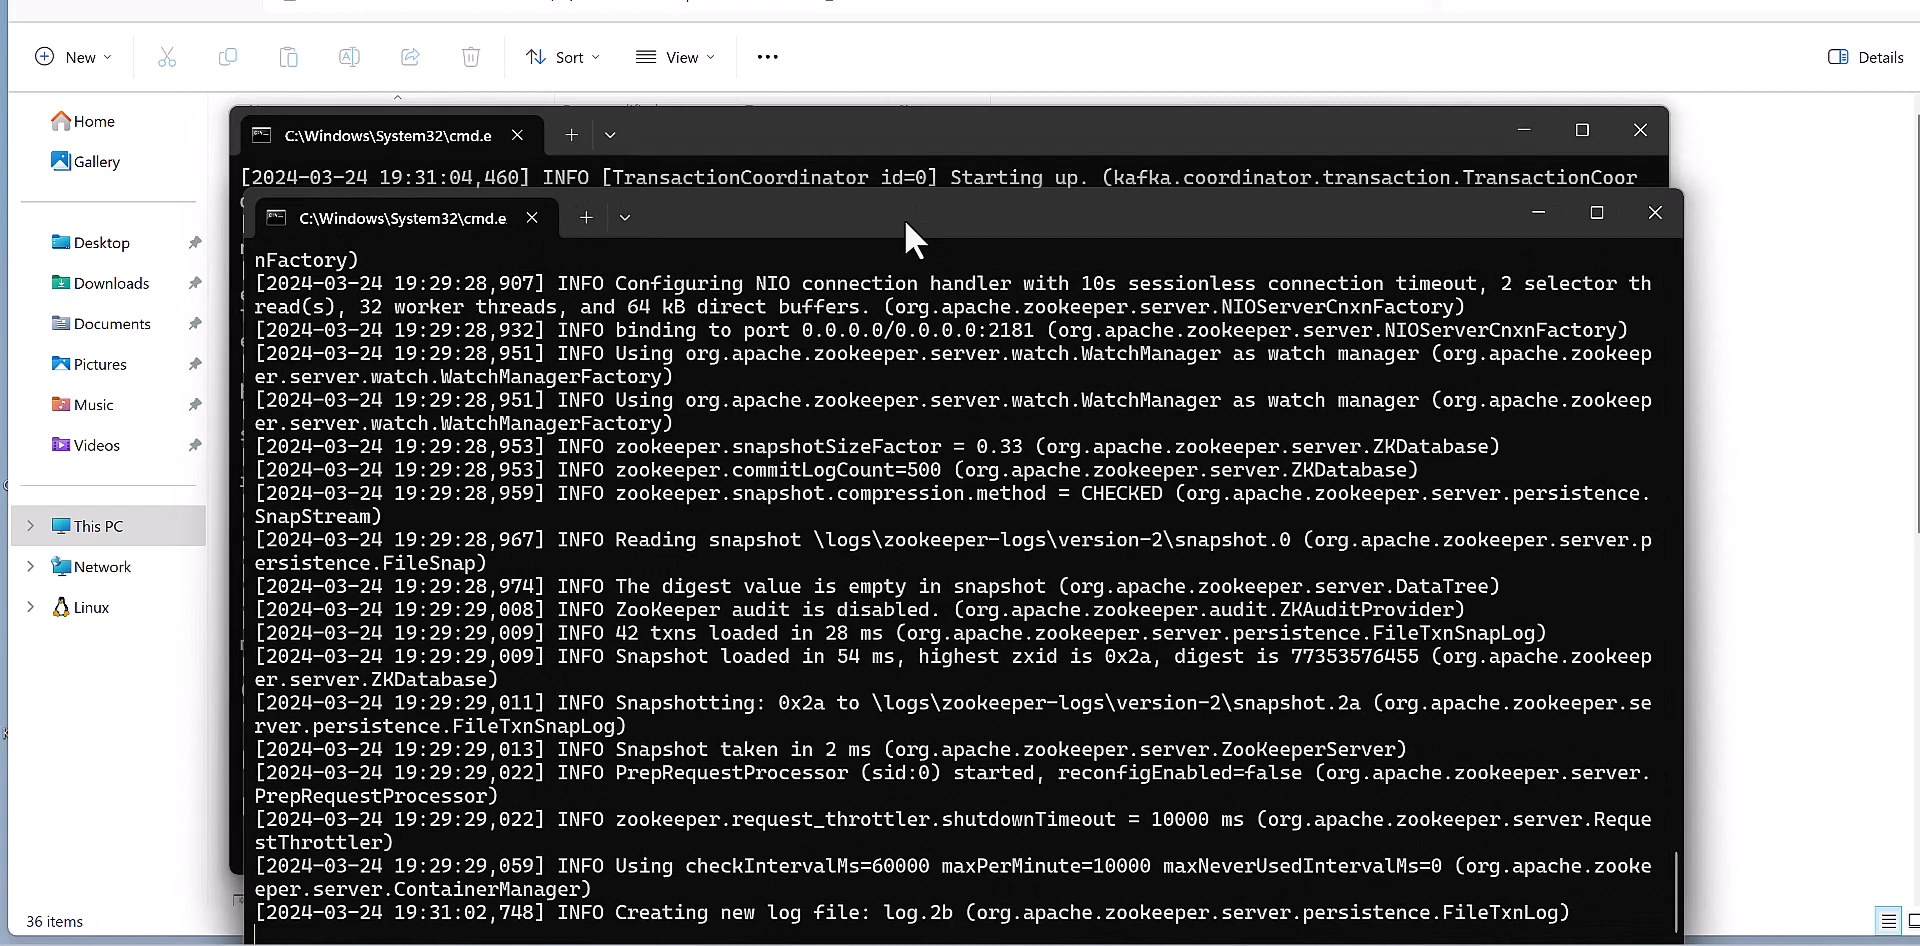 New
Sort
View
Details
Home
Gallery
Desktop
Downloads
Documents
Pictures
Music
Videos
This PC
Network
Linux
36 items
C:\Windows\System32\cmd.e
[2024-03-24 19:31:04,460] INFO [TransactionCoordinator id=0] Starting up. (kafka.coordinator.transaction.TransactionCoor
C:\Windows\System32\cmd.e
nFactory)
[2024-03-24 19:29:28,907] INFO Configuring NIO connection handler with 10s sessionless connection timeout, 2 selector th
read(s), 32 worker threads, and 64 kB direct buffers. (org.apache.zookeeper.server.NIOServerCnxnFactory)
[2024-03-24 19:29:28,932] INFO binding to port 0.0.0.0/0.0.0.0:2181 (org.apache.zookeeper.server.NIOServerCnxnFactory)
[2024-03-24 19:29:28,951] INFO Using org.apache.zookeeper.server.watch.WatchManager as watch manager (org.apache.zookeep
er.server.watch.WatchManagerFactory)
[2024-03-24 19:29:28,951] INFO Using org.apache.zookeeper.server.watch.WatchManager as watch manager (org.apache.zookeep
er.server.watch.WatchManagerFactory)
[2024-03-24 19:29:28,953] INFO zookeeper.snapshotSizeFactor = 0.33 (org.apache.zookeeper.server.ZKDatabase)
[2024-03-24 19:29:28,953] INFO zookeeper.commitLogCount=500 (org.apache.zookeeper.server.ZKDatabase)
[2024-03-24 19:29:28,959] INFO zookeeper.snapshot.compression.method = CHECKED (org.apache.zookeeper.server.persistence.
SnapStream)
[2024-03-24 19:29:28,967] INFO Reading snapshot \logs\zookeeper-logs\version-2\snapshot.0 (org.apache.zookeeper.server.p
ersistence.FileSnap)
[2024-03-24 19:29:28,974] INFO The digest value is empty in snapshot (org.apache.zookeeper.server.DataTree)
[2024-03-24 19:29:29,008] INFO ZooKeeper audit is disabled. (org.apache.zookeeper.audit.ZKAuditProvider)
[2024-03-24 19:29:29,009] INFO 42 txns loaded in 28 ms (org.apache.zookeeper.server.persistence.FileTxnSnapLog)
[2024-03-24 19:29:29,009] INFO Snapshot loaded in 54 ms, highest zxid is 0x2a, digest is 77353576455 (org.apache.zookeep
er.server.ZKDatabase)
[2024-03-24 19:29:29,011] INFO Snapshotting: 0x2a to \logs\zookeeper-logs\version-2\snapshot.2a (org.apache.zookeeper.se
rver.persistence.FileTxnSnapLog)
[2024-03-24 19:29:29,013] INFO Snapshot taken in 2 ms (org.apache.zookeeper.server.ZooKeeperServer)
[2024-03-24 19:29:29,022] INFO PrepRequestProcessor (sid:0) started, reconfigEnabled=false (org.apache.zookeeper.server.
PrepRequestProcessor)
[2024-03-24 19:29:29,022] INFO zookeeper.request_throttler.shutdownTimeout = 10000 ms (org.apache.zookeeper.server.Reque
stThrottler)
[2024-03-24 19:29:29,059] INFO Using checkIntervalMs=60000 maxPerMinute=10000 maxNeverUsedIntervalMs=0 (org.apache.zooke
eper.server.ContainerManager)
[2024-03-24 19:31:02,748] INFO Creating new log file: log.2b (org.apache.zookeeper.server.persistence.FileTxnLog)